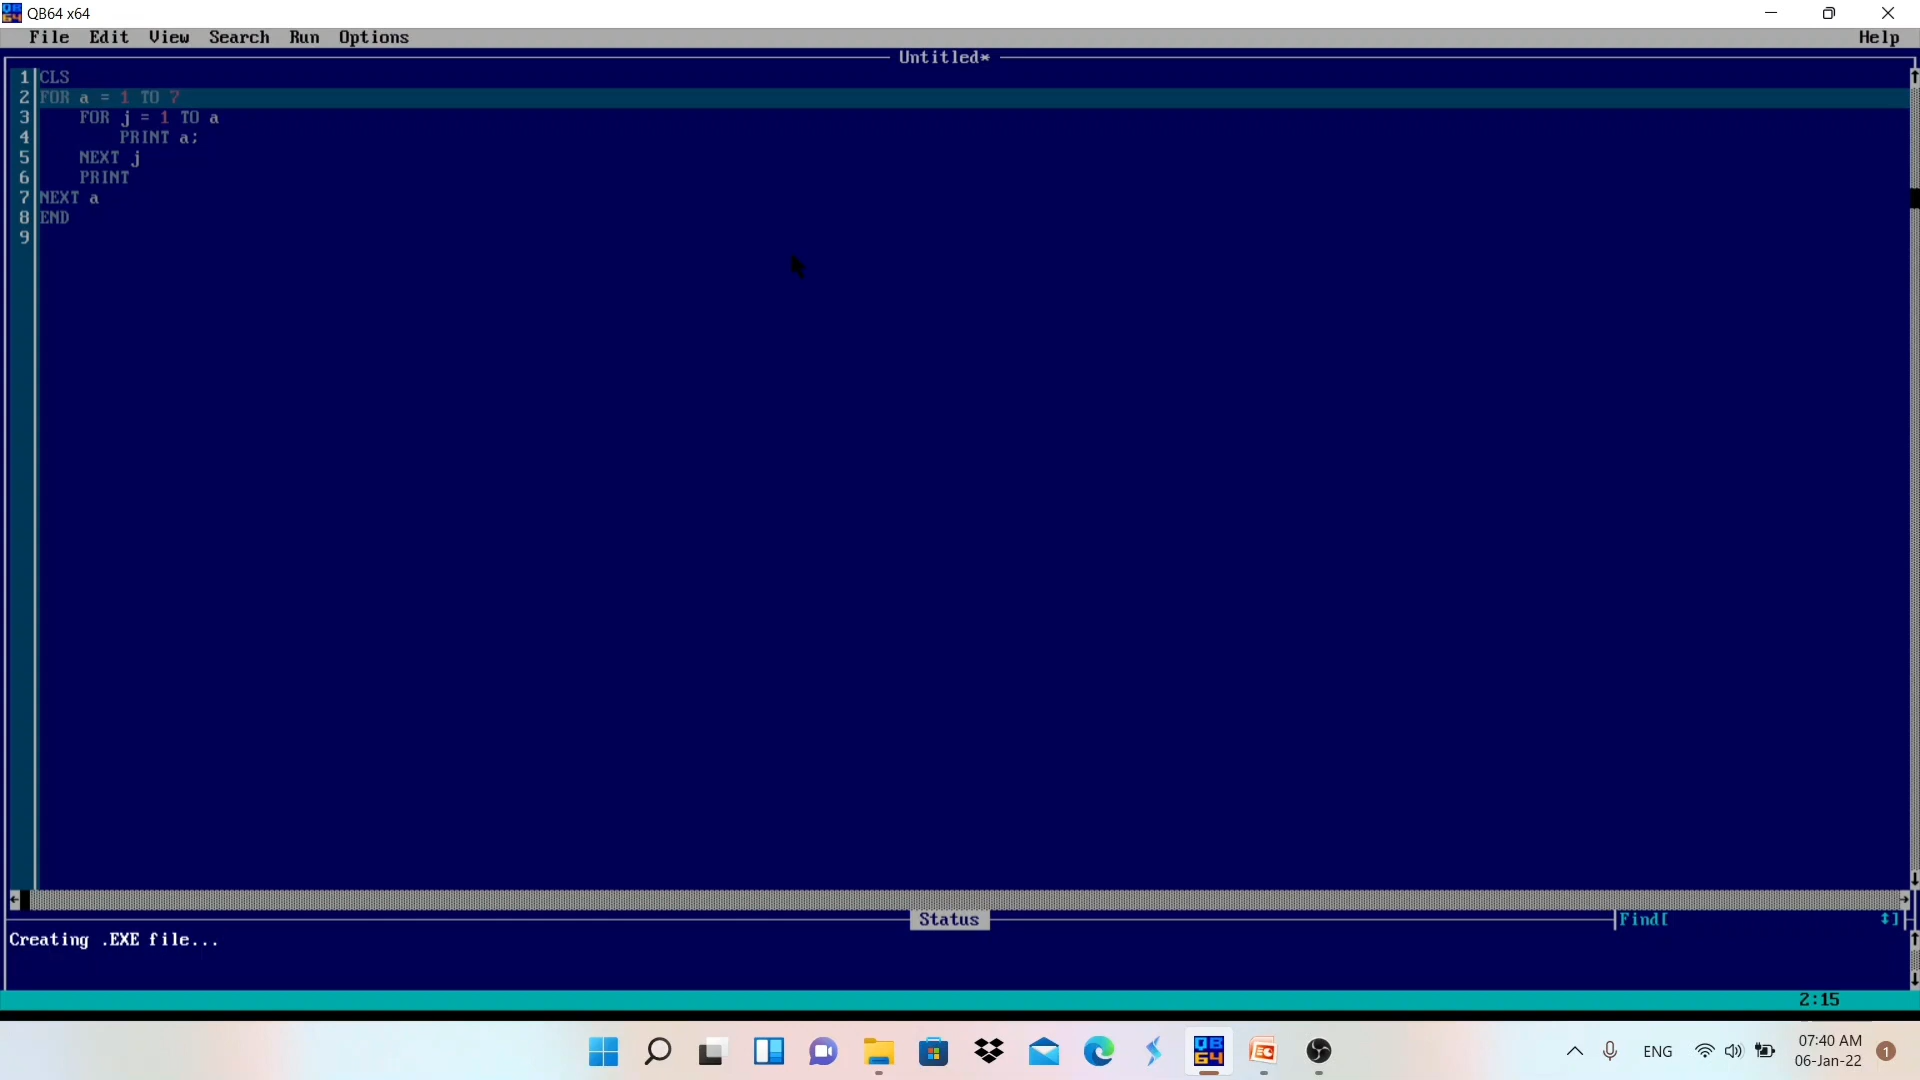 QB64 x64
File Edit View Search Run Options Help
Untitled*
1 CLS
2 FOR a = 1 TO 7
3 FOR j = 1 TO a
4 PRINT a;
5 NEXT j
6 PRINT
7 NEXT a
8 END
9
Status
Find[ ]
Creating .EXE file...
2:15
ENG
07:40 AM
06-Jan-22
1